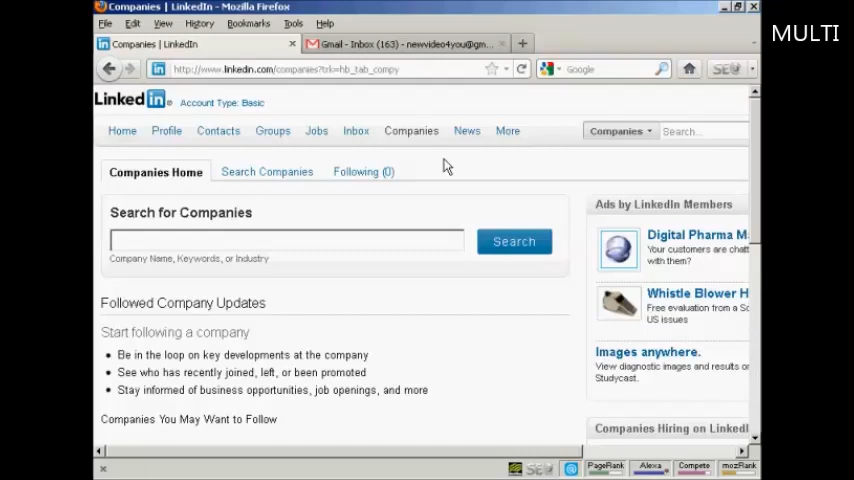 Companies | LinkedIn - Mozilla Firefox
MULTI
File Edit View History Bookmarks Tools Help
Companies | LinkedIn
Gmail - Inbox (163) - newvideo4you@gm...
http://www.linkedin.com/companies?trk=hb_tab_compy
Google
Linked in Account Type: Basic
Home Profile Contacts Groups Jobs Inbox Companies News More
Companies Search...
Companies Home Search Companies Following (0)
Search for Companies
Search
Company Name, Keywords, or Industry
Followed Company Updates
Start following a company
• Be in the loop on key developments at the company
• See who has recently joined, left, or been promoted
• Stay informed of business opportunities, job openings, and more
Companies You May Want to Follow
Ads by LinkedIn Members
Digital Pharma M
Your customers are chatt
with them?
Whistle Blower H
Free evaluation from a Sc
US issues
Images anywhere.
View diagnostic images and results or
Studycast.
Companies Hiring on LinkedI
PageRank Alexa Compete mozRank